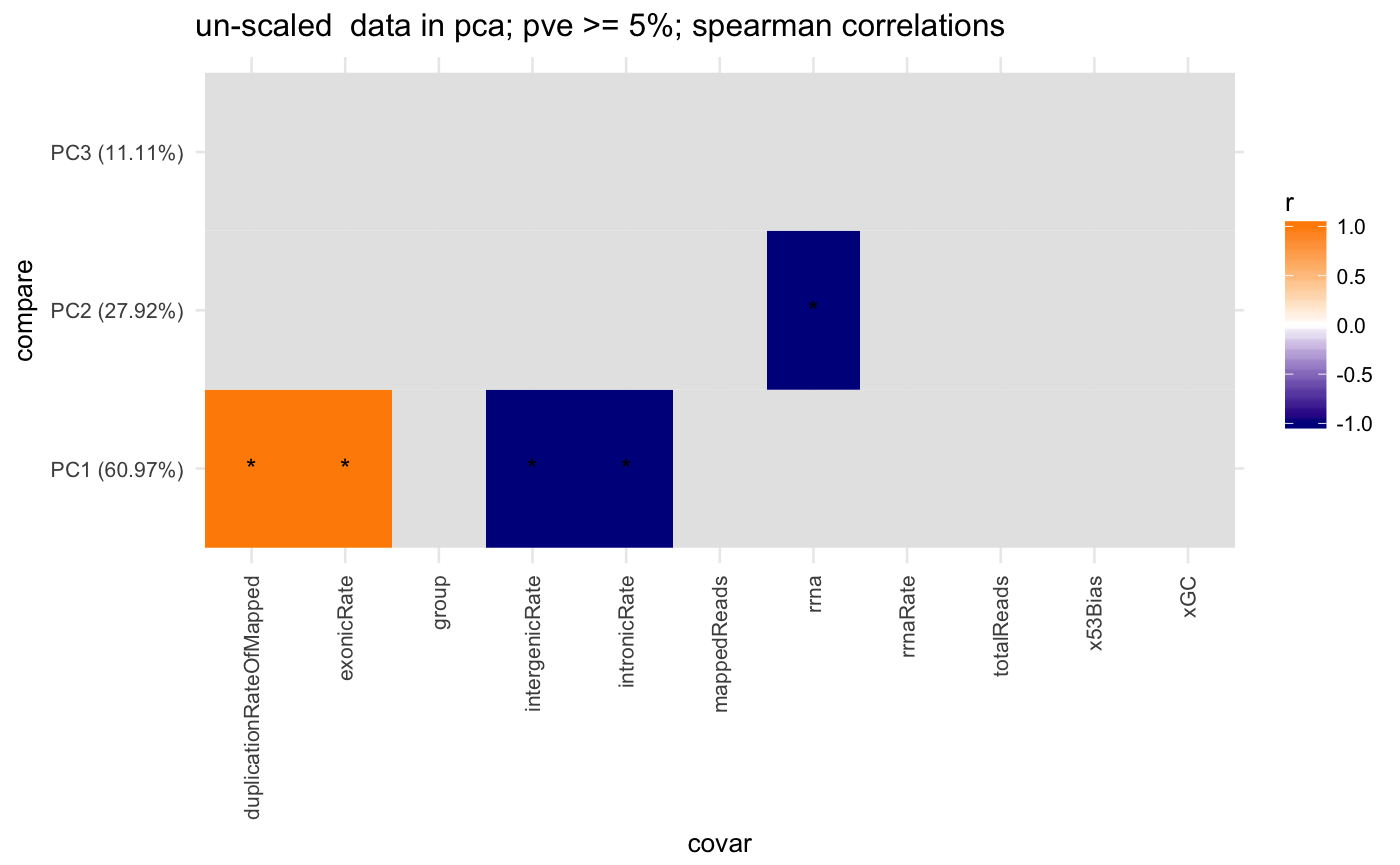 un-scaled  data in pca; pve >= 5%; spearman correlations
compare
PC3 (11.11%)
PC2 (27.92%)
PC1 (60.97%)
*
* * * *
duplicationRateOfMapped
exonicRate
group
intergenicRate
intronicRate
mappedReads
rrna
rrnaRate
totalReads
x53Bias
xGC
covar
r
1.0
0.5
0.0
-0.5
-1.0